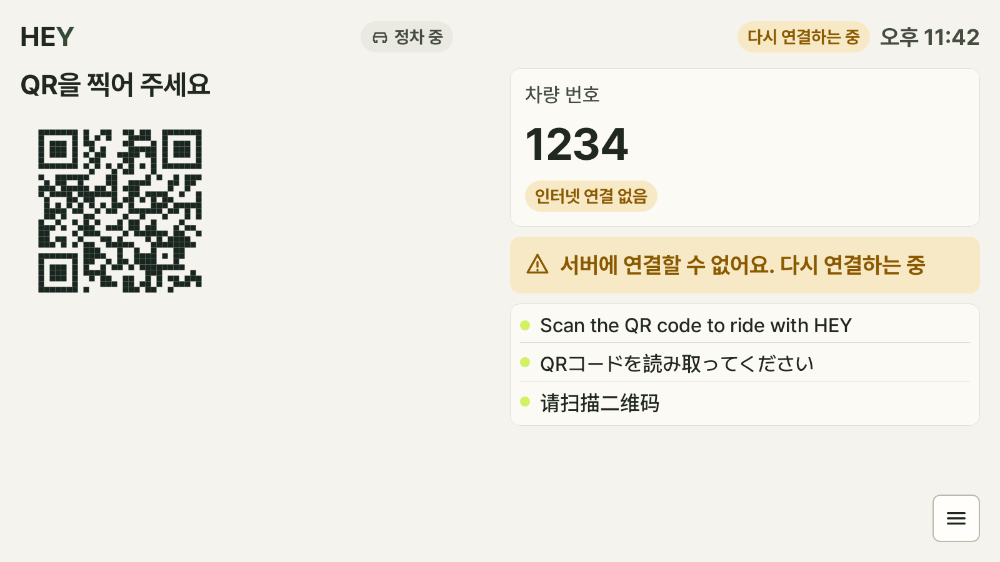 HEY
정차 중
다시 연결하는 중
오후 11:42
QR을 찍어 주세요
차량 번호
1234
인터넷 연결 없음
서버에 연결할 수 없어요. 다시 연결하는 중
Scan the QR code to ride with HEY
QRコードを読み取ってください
请扫描二维码